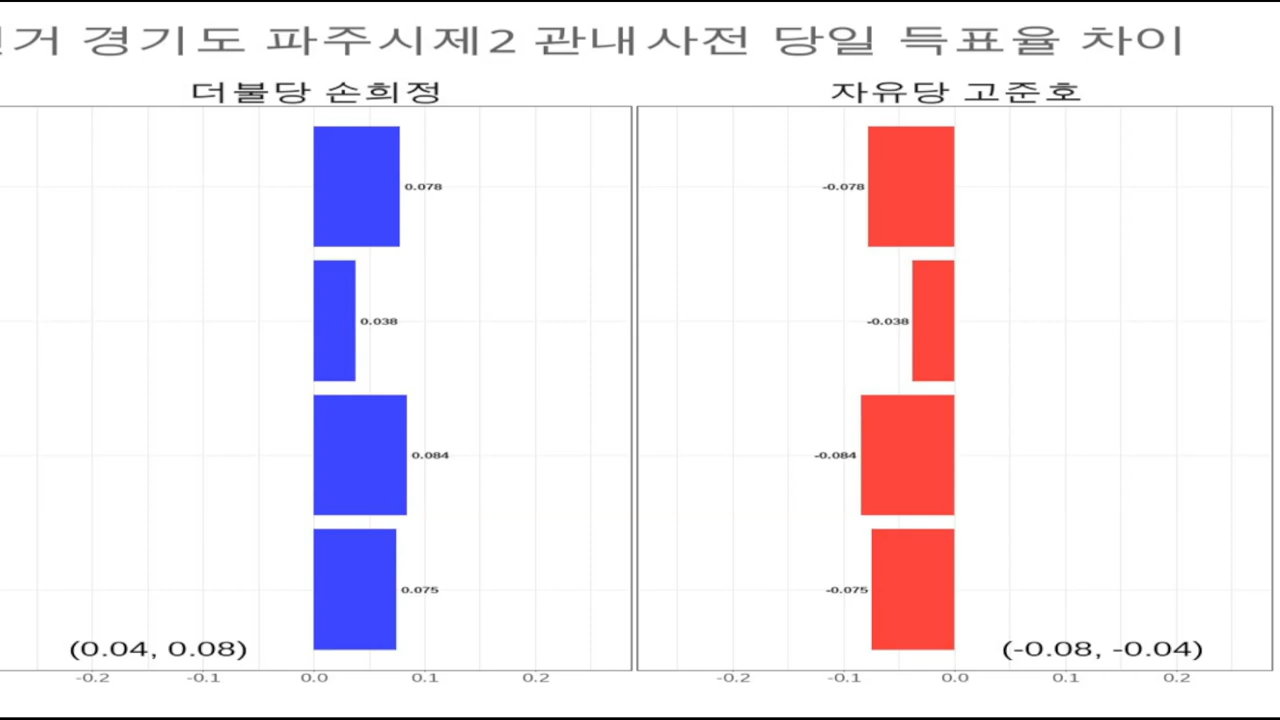 거 경기도 파주시제2 관내사전 당일 득표율 차이
더불당 손희정
자유당 고준호
0.078
-0.078
0.038
-0.038
0.084
-0.084
0.075
-0.075
(0.04, 0.08)
(-0.08, -0.04)
-0.2 -0.1 0.0 0.1 0.2
-0.2 -0.1 0.0 0.1 0.2